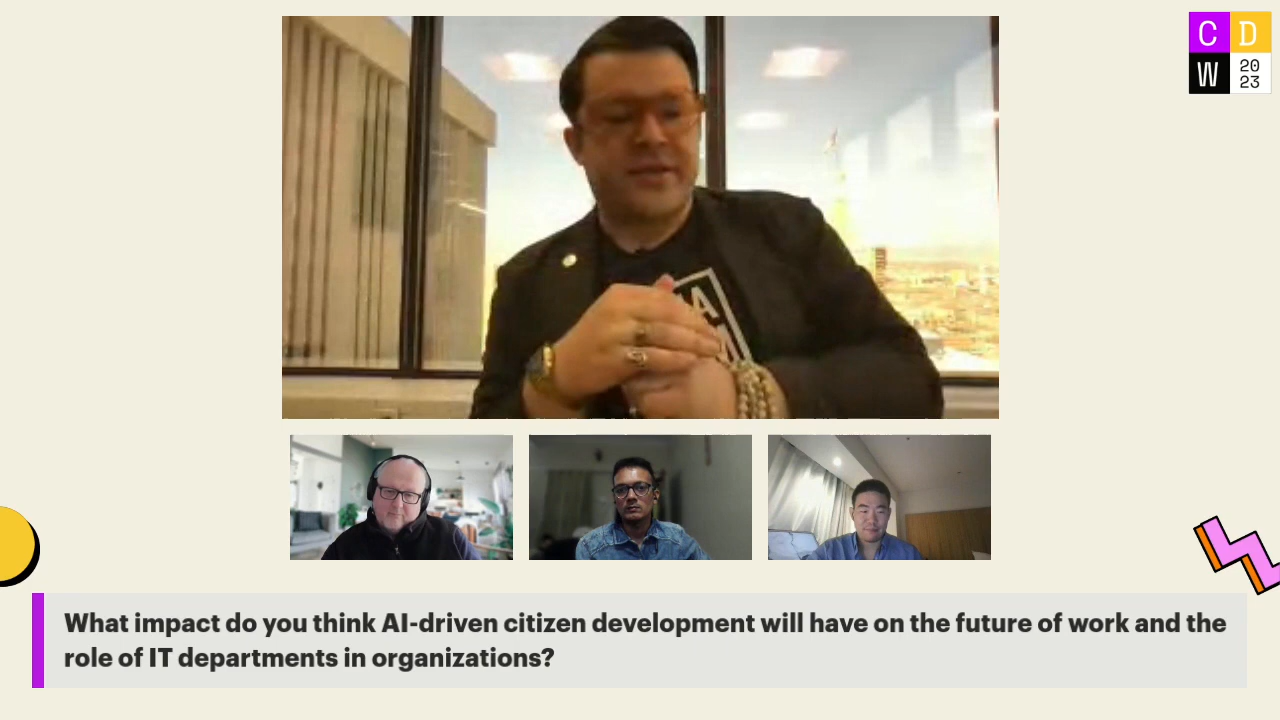 C D
W 20
23
What impact do you think AI-driven citizen development will have on the future of work and the
role of IT departments in organizations?